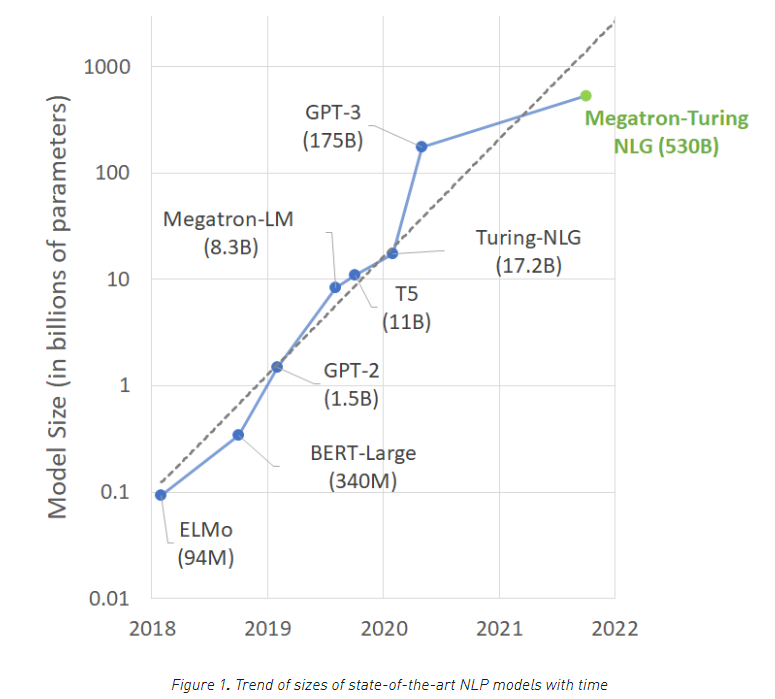 Model Size (in billions of parameters)
1000
100
10
1
0.1
0.01
2018
2019
2020
2021
2022
ELMo
(94M)
BERT-Large
(340M)
GPT-2
(1.5B)
Megatron-LM
(8.3B)
T5
(11B)
Turing-NLG
(17.2B)
GPT-3
(175B)
Megatron-Turing
NLG (530B)
Figure 1. Trend of sizes of state-of-the-art NLP models with time